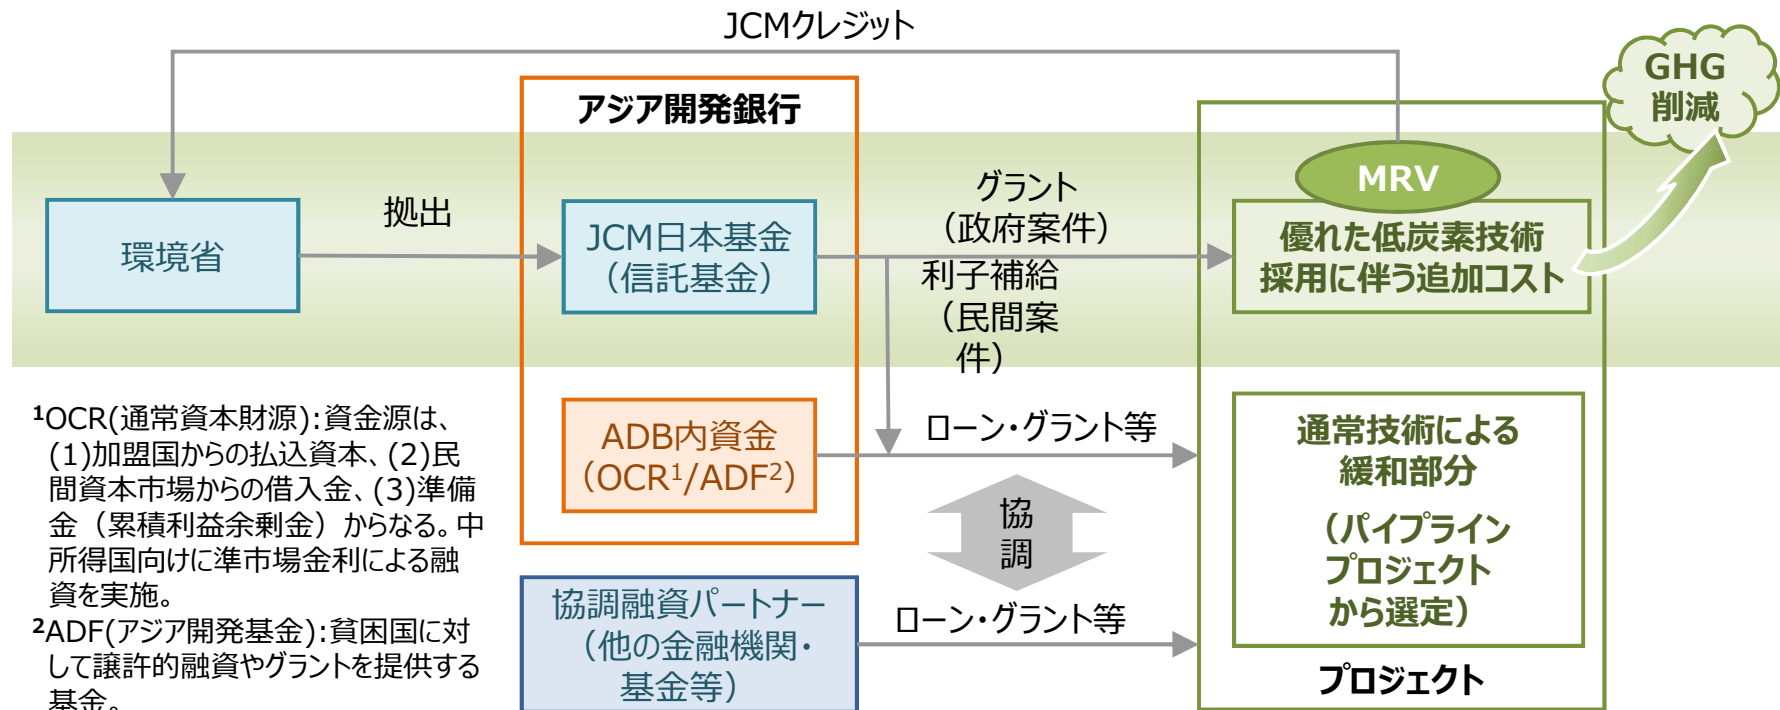 JCMクレジット
GHG
削減
アジア開発銀行
MRV
環境省
拠出
JCM日本基金
（信託基金）
グラント
（政府案件）
利子補給
（民間案
件）
優れた低炭素技術
採用に伴う追加コスト
¹OCR(通常資本財源)：資金源は、
(1)加盟国からの払込資本、(2)民
間資本市場からの借入金、(3)準備
金（累積利益余剰金）からなる。中
所得国向けに準市場金利による融
資を実施。
²ADF(アジア開発基金)：貧困国に対
して譲許的融資やグラントを提供する
基金。
ADB内資金
（OCR¹/ADF²）
ローン・グラント等
協
調
協調融資パートナー
（他の金融機関・
基金等）
ローン・グラント等
通常技術による
緩和部分
（パイプライン
プロジェクト
から選定）
プロジェクト